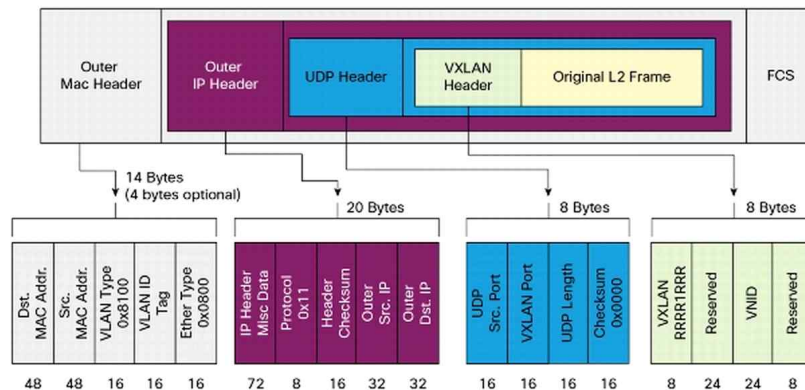 Outer
Mac Header
Outer
IP Header
UDP Header
VXLAN
Header
Original L2 Frame
FCS
14 Bytes
(4 bytes optional)
20 Bytes
8 Bytes
8 Bytes
Dst.
MAC Addr.
Src.
MAC Addr.
VLAN Type
0x8100
VLAN ID
Tag
Ether Type
0x0800
IP Header
Misc Data
Protocol
0x11
Header
Checksum
Outer
Src. IP
Outer
Dst. IP
UDP
Src. Port
VXLAN Port
UDP Length
Checksum
0x0000
VXLAN
RRRR1RRR
Reserved
VNID
Reserved
48 48 16 16 16 72 8 16 32 32 16 16 16 16 8 24 24 8